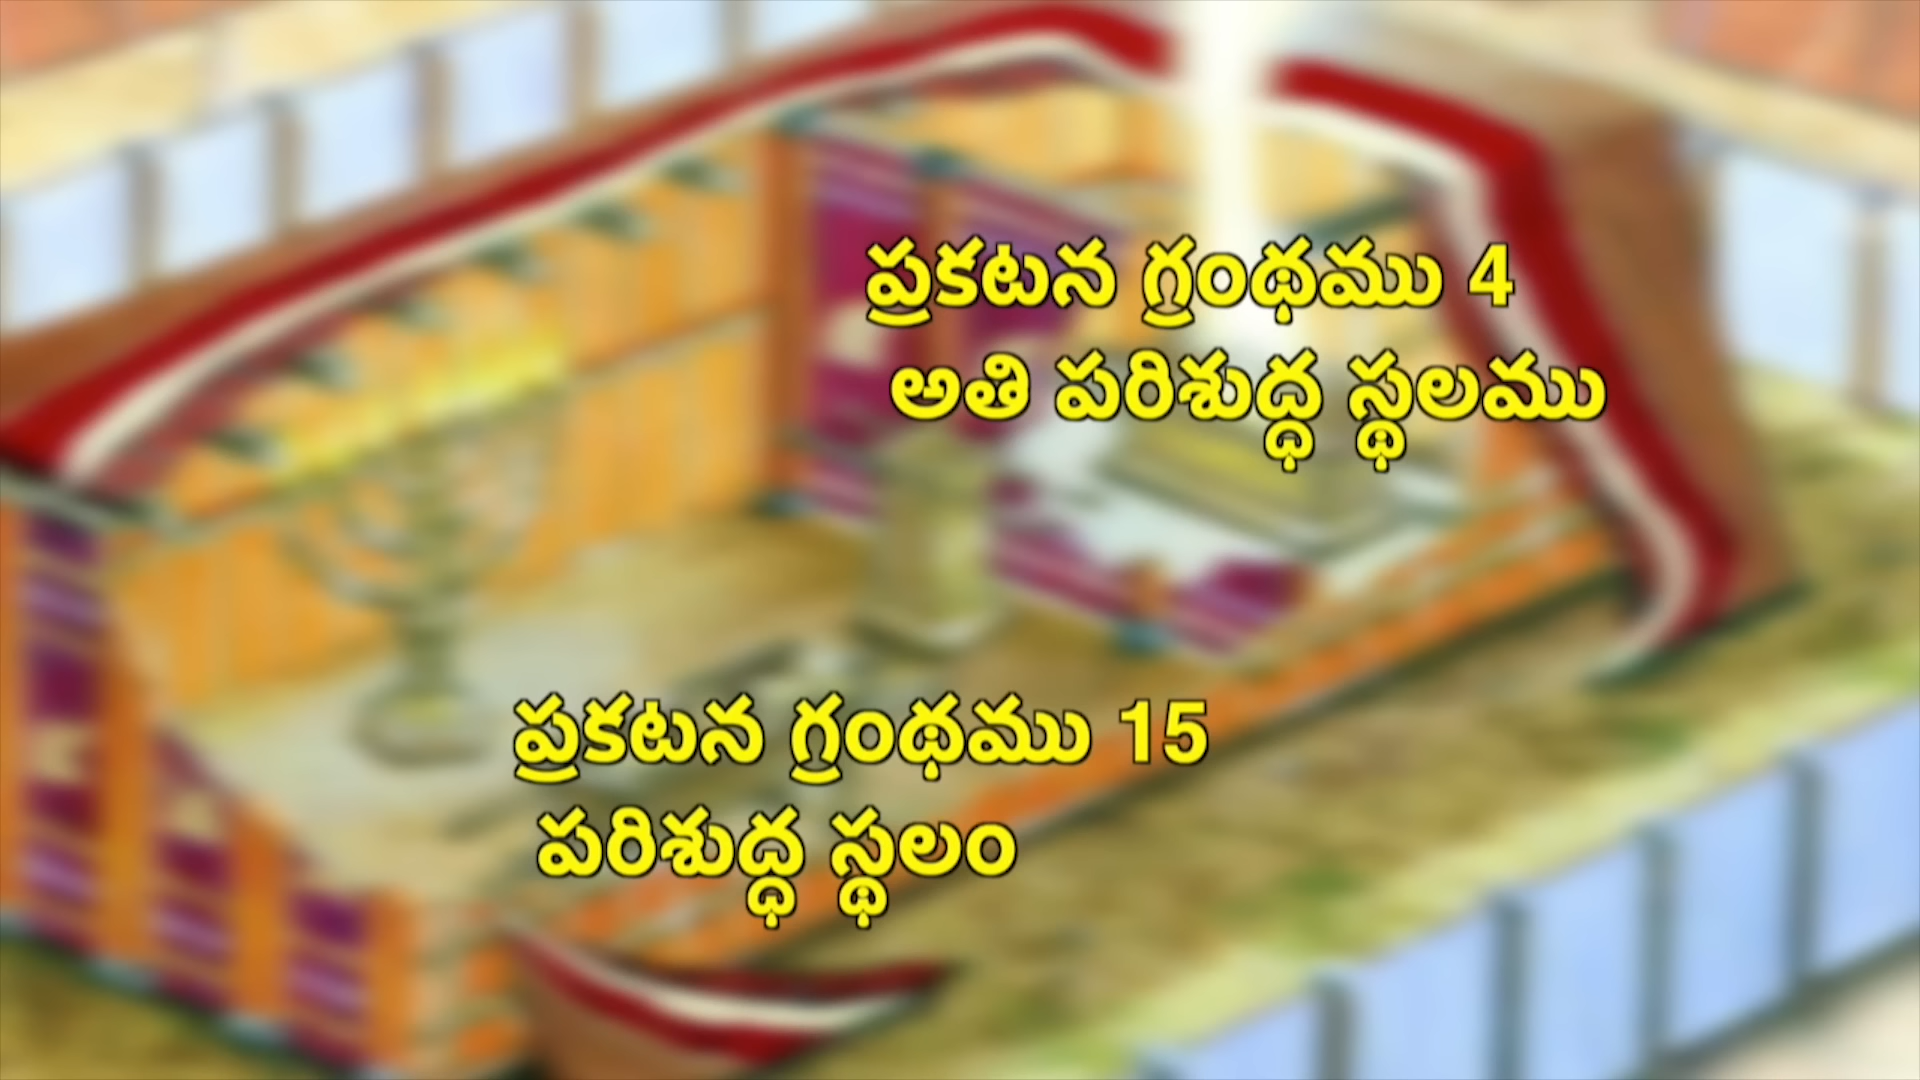 ప్రకటన గ్రంథము 4
అతి పరిశుద్ధ స్థలము
ప్రకటన గ్రంథము 15
పరిశుద్ధ స్థలం